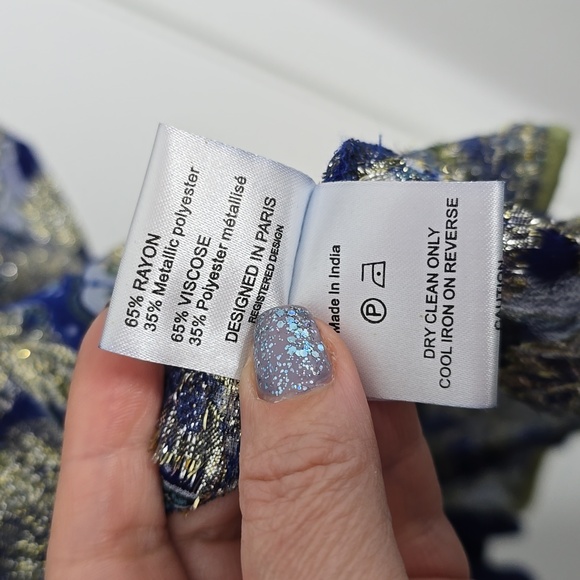 65% RAYON
35% Metallic polyester
65% VISCOSE
35% Polyester métallisé
DESIGNED IN PARIS
REGISTERED DESIGN
Made In India
P
DRY CLEAN ONLY
COOL IRON ON REVERSE
CAUTION